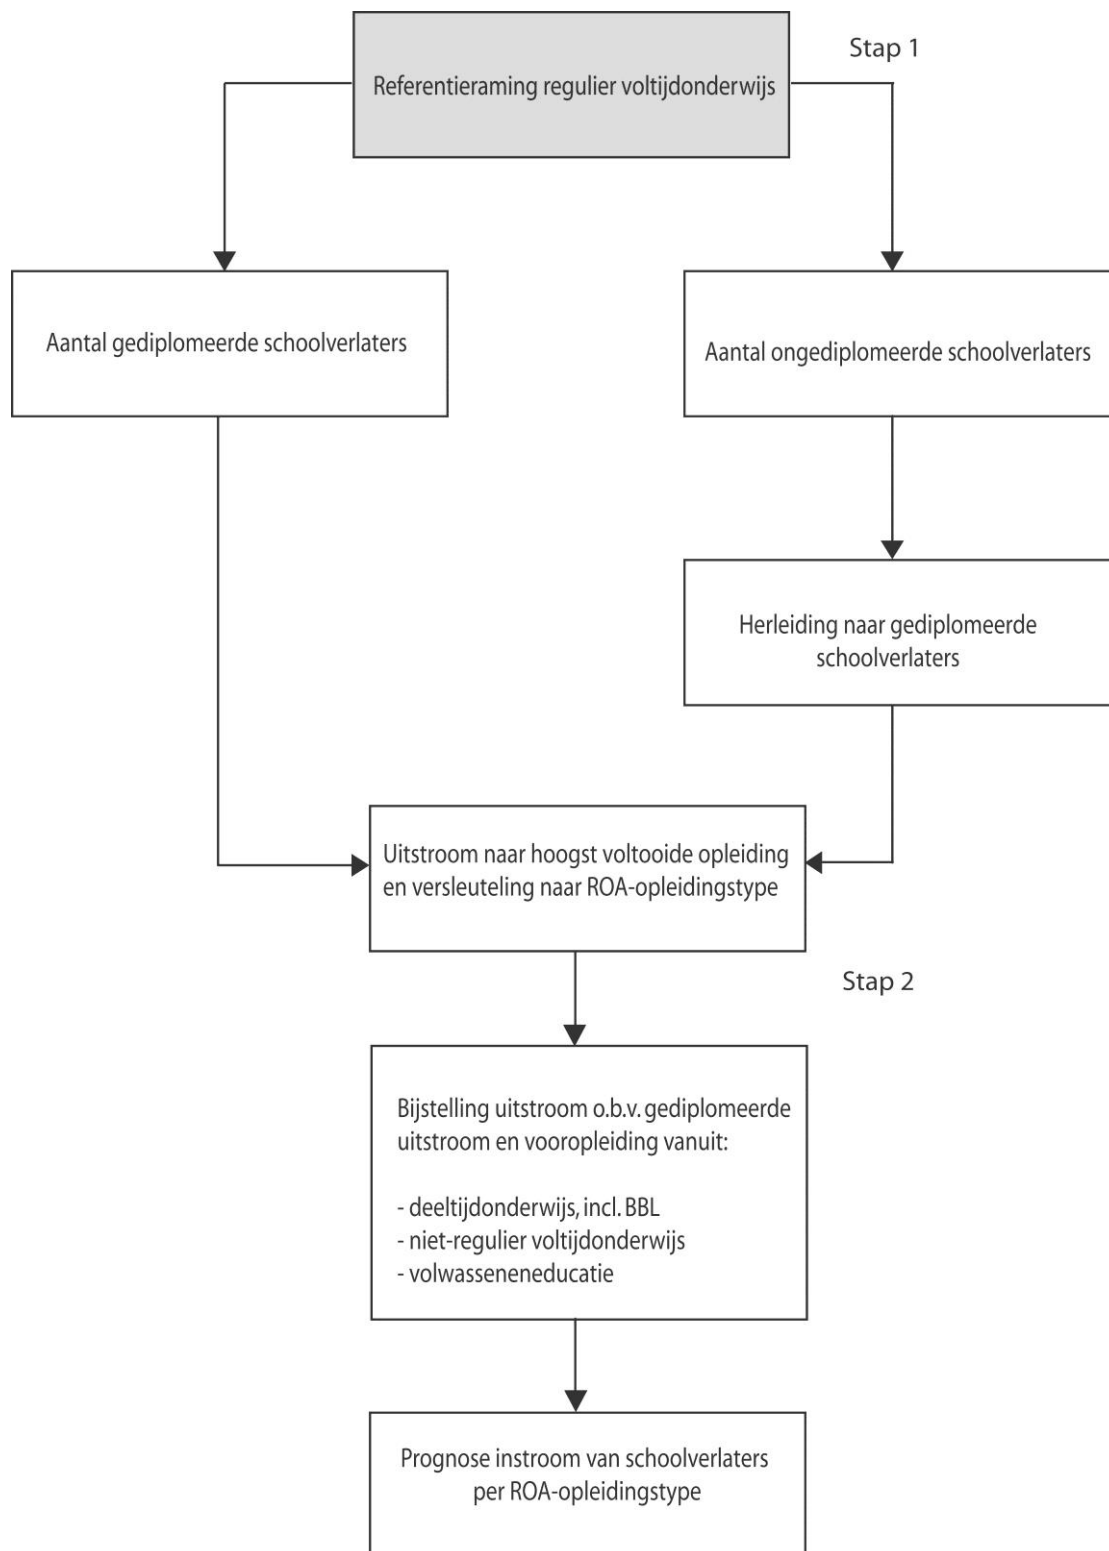 Stap 1
Referentieraming regulier voltijdonderwijs
Aantal gediplomeerde schoolverlaters
Aantal ongediplomeerde schoolverlaters
Herleiding naar gediplomeerde
schoolverlaters
Uitstroom naar hoogst voltooide opleiding
en versleuteling naar ROA-opleidingstype
Stap 2
Bijstelling uitstroom o.b.v. gediplomeerde
uitstroom en vooropleiding vanuit:
- deeltijdonderwijs, incl. BBL
- niet-regulier voltijdonderwijs
- volwasseneneducatie
Prognose instroom van schoolverlaters
per ROA-opleidingstype